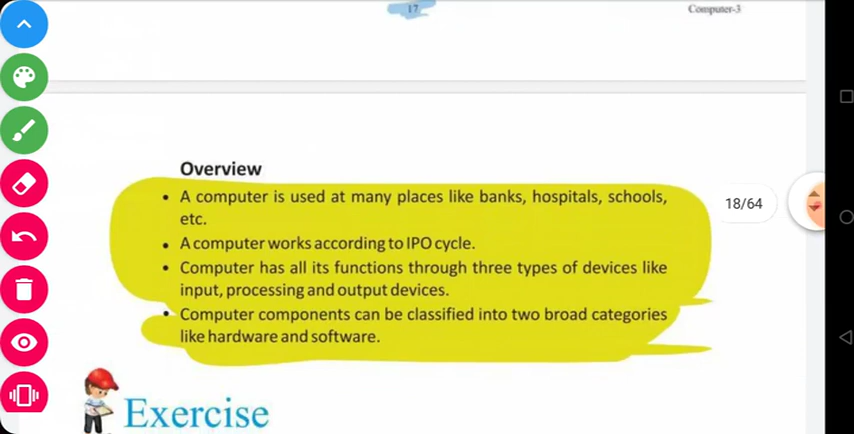 17
Computer-3
Overview
• A computer is used at many places like banks, hospitals, schools,
etc.
• A computer works according to IPO cycle.
• Computer has all its functions through three types of devices like
input, processing and output devices.
• Computer components can be classified into two broad categories
like hardware and software.
18/64
Exercise